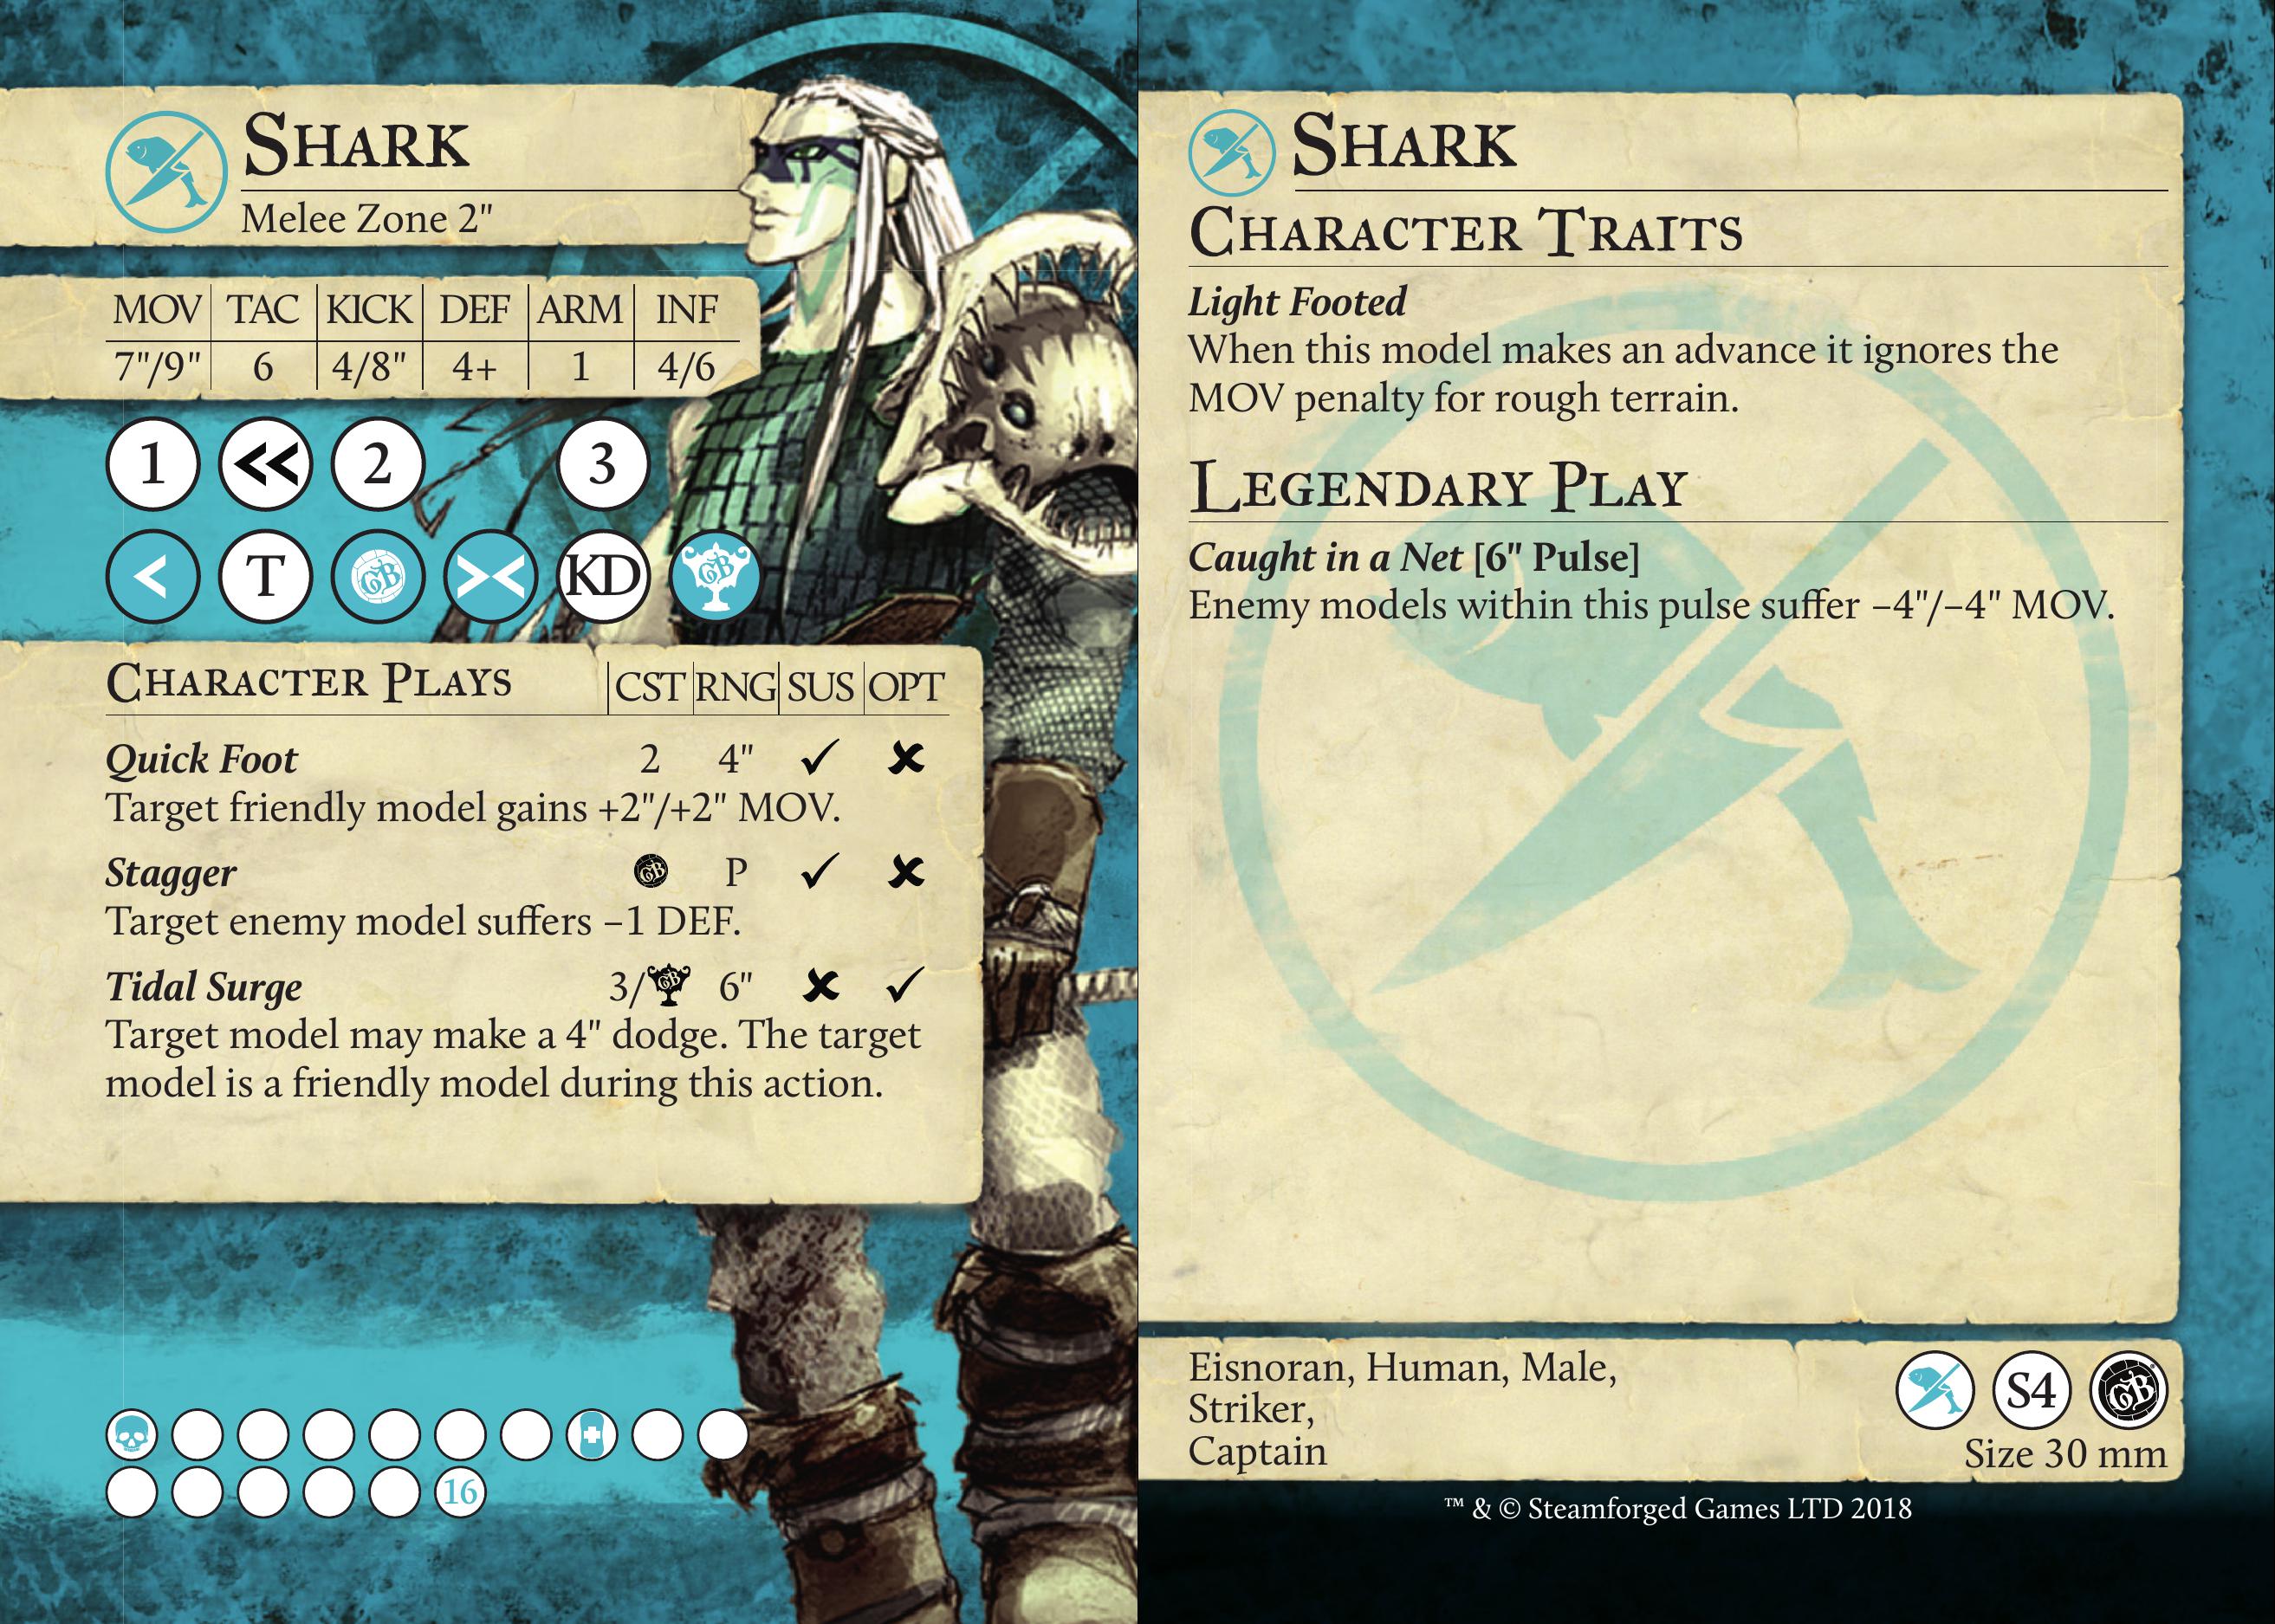 SHARK
Melee Zone 2"
MOV TAC KICK DEF ARM INF
7"/9" 6 4/8" 4+ 1 4/6
1 << 2 3
< T GB >< KD GB
CHARACTER PLAYS CST RNG SUS OPT
Quick Foot 2 4" ✓ ✘
Target friendly model gains +2"/+2" MOV.
Stagger GB P ✓ ✘
Target enemy model suffers –1 DEF.
Tidal Surge 3/GB 6" ✘ ✓
Target model may make a 4" dodge. The target
model is a friendly model during this action.
16
SHARK
CHARACTER TRAITS
Light Footed
When this model makes an advance it ignores the
MOV penalty for rough terrain.
LEGENDARY PLAY
Caught in a Net [6" Pulse]
Enemy models within this pulse suffer –4"/–4" MOV.
Eisnoran, Human, Male,
Striker,
Captain
S4 GB
Size 30 mm
™ & © Steamforged Games LTD 2018